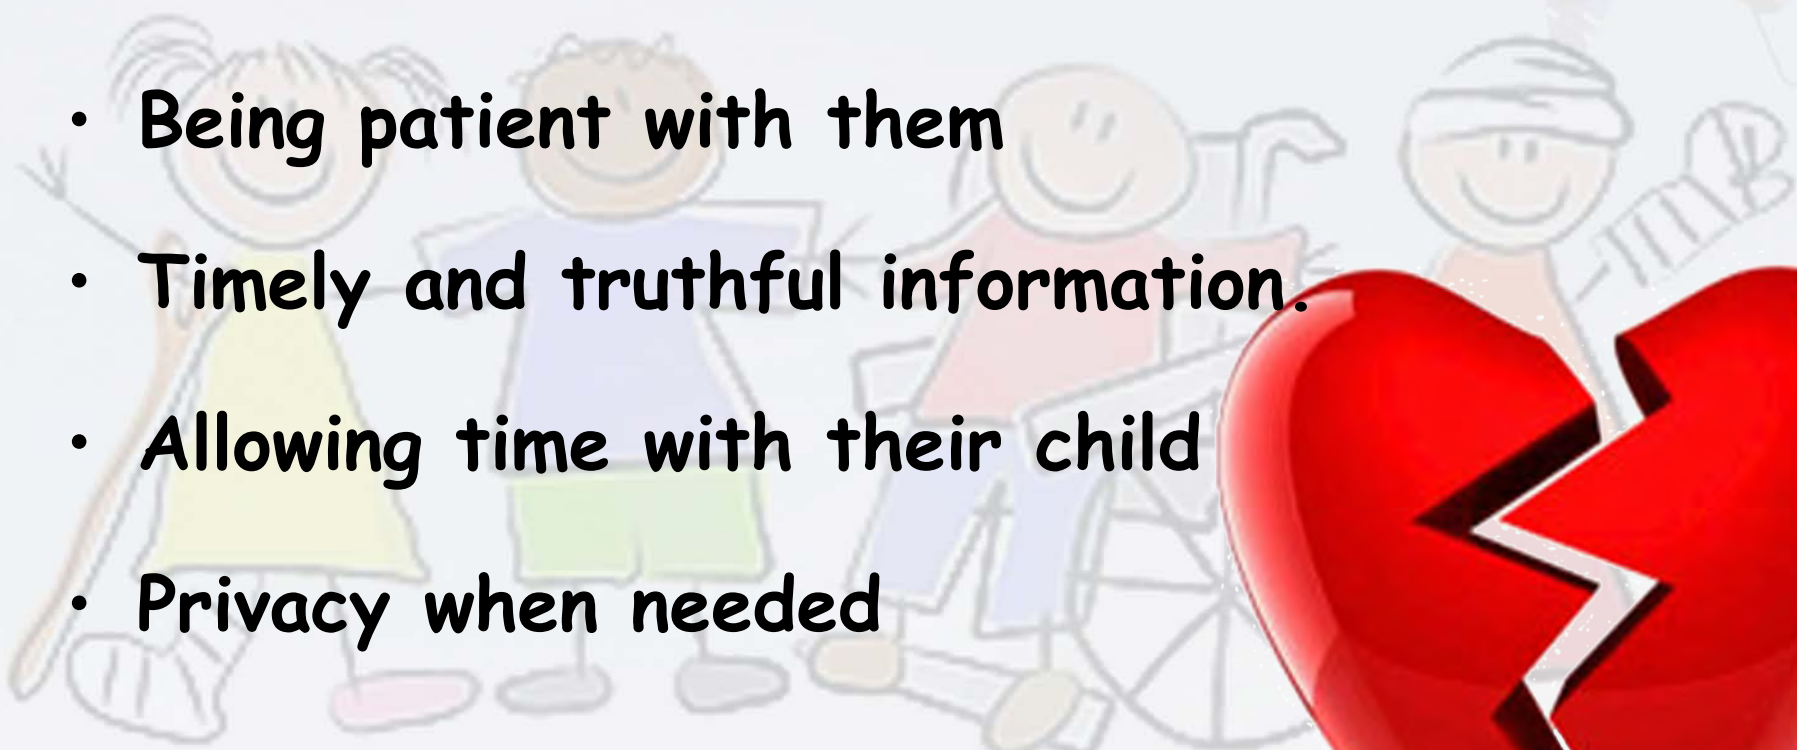 • Being patient with them
• Timely and truthful information.
• Allowing time with their child
• Privacy when needed